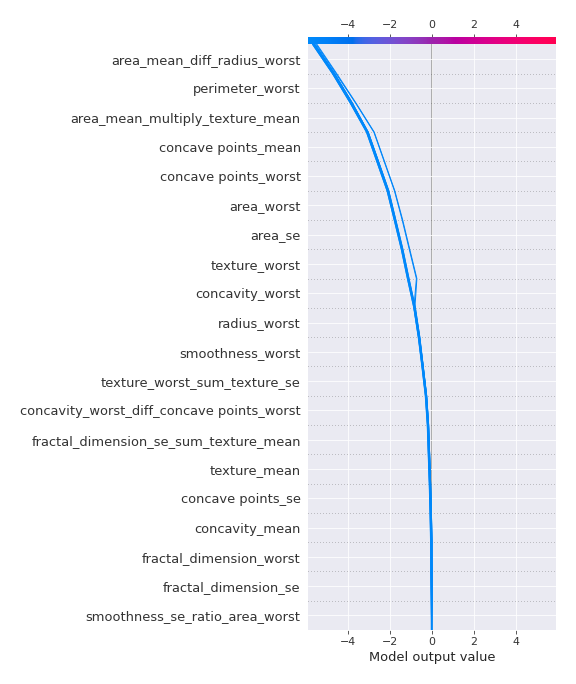 −4 −2 0 2 4
area_mean_diff_radius_worst
perimeter_worst
area_mean_multiply_texture_mean
concave points_mean
concave points_worst
area_worst
area_se
texture_worst
concavity_worst
radius_worst
smoothness_worst
texture_worst_sum_texture_se
concavity_worst_diff_concave points_worst
fractal_dimension_se_sum_texture_mean
texture_mean
concave points_se
concavity_mean
fractal_dimension_worst
fractal_dimension_se
smoothness_se_ratio_area_worst
−4 −2 0 2 4
Model output value